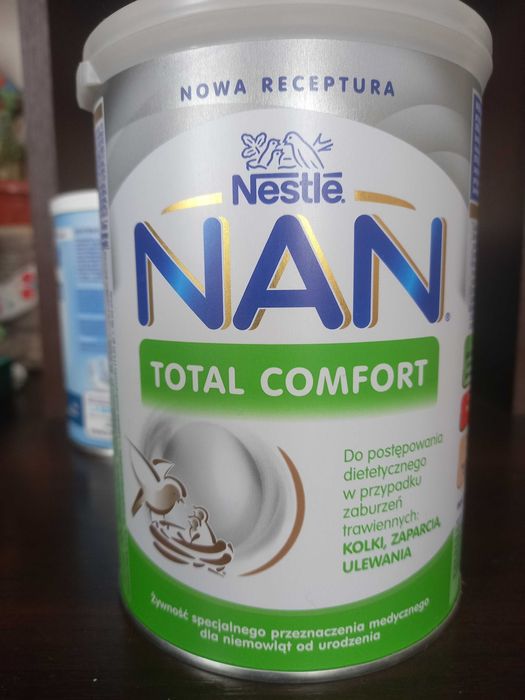 NOWA RECEPTURA
Nestlé
NAN
TOTAL COMFORT
Do postępowania
dietetycznego
w przypadku
zaburzeń
trawiennych:
KOLKI, ZAPARCIA
ULEWANIA
Żywność specjalnego przeznaczenia medycznego
dla niemowląt od urodzenia